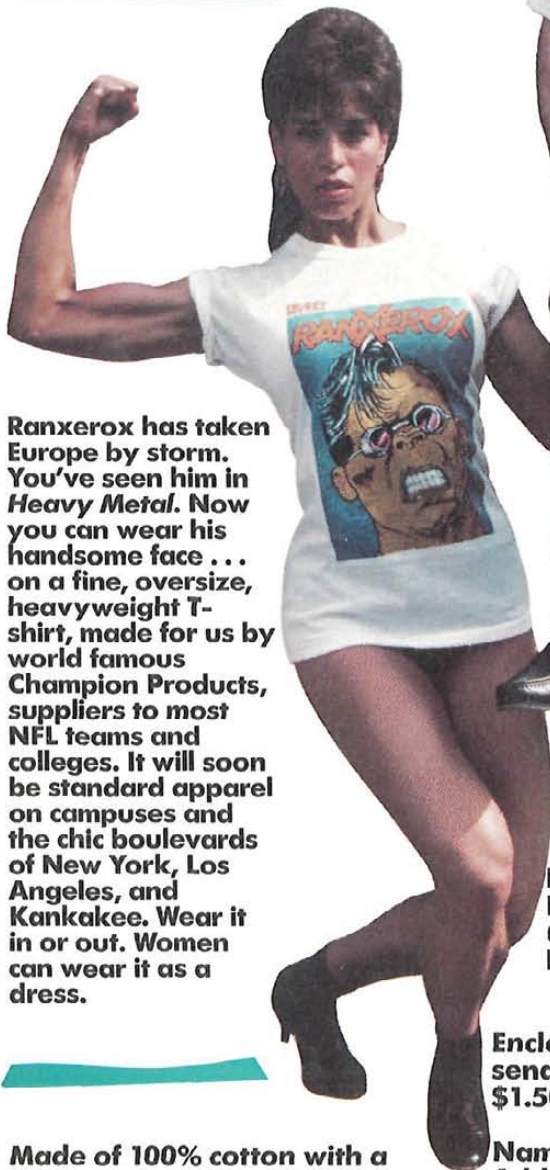 RANXEROX
Ranxerox has taken
Europe by storm.
You've seen him in
Heavy Metal. Now
you can wear his
handsome face ...
on a fine, oversize,
heavyweight T-
shirt, made for us by
world famous
Champion Products,
suppliers to most
NFL teams and
colleges. It will soon
be standard apparel
on campuses and
the chic boulevards
of New York, Los
Angeles, and
Kankakee. Wear it
in or out. Women
can wear it as a
dress.
Made of 100% cotton with a
$1.50